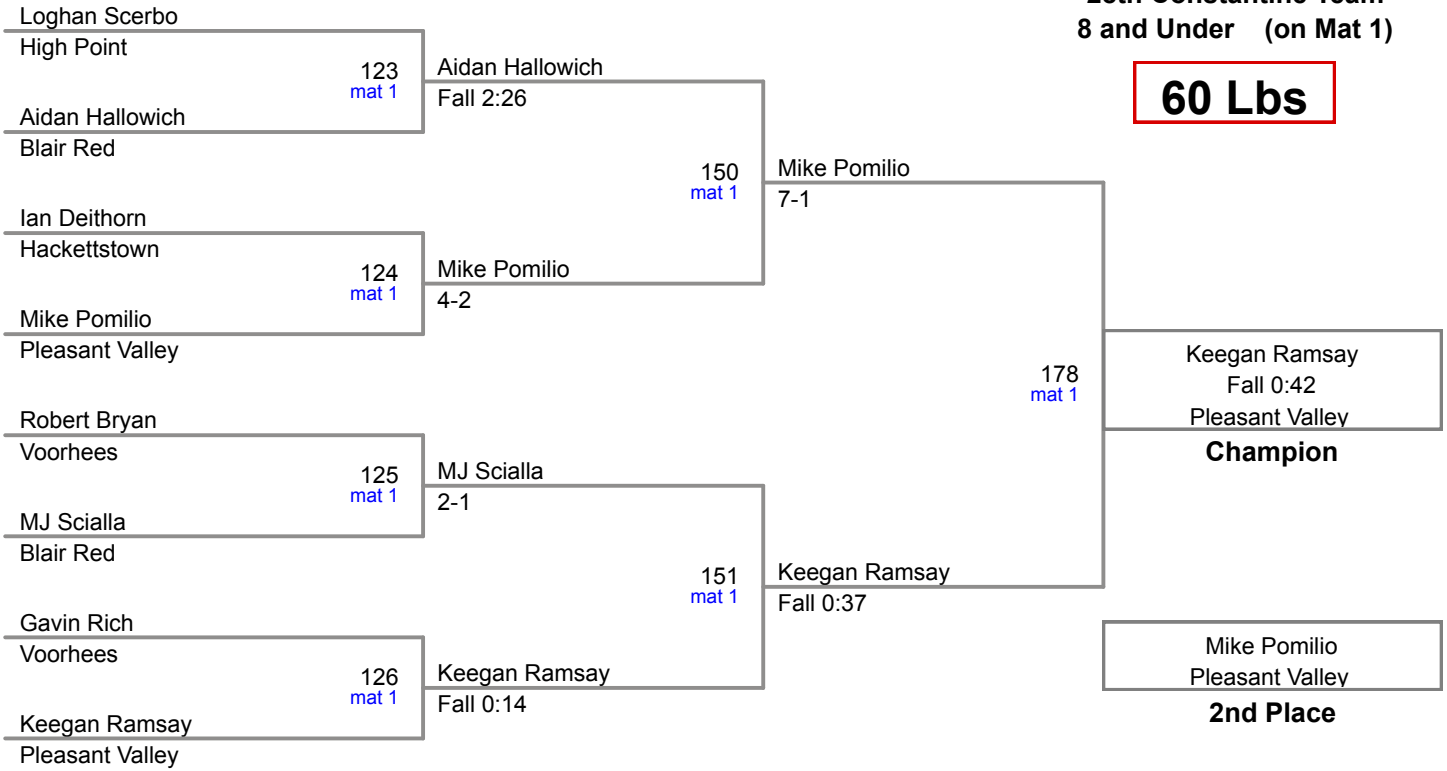 8 and Under (on Mat 1)
60 Lbs
Loghan Scerbo
High Point
123
mat 1
Aidan Hallowich
Fall 2:26
Aidan Hallowich
Blair Red
150
mat 1
Mike Pomilio
7-1
Ian Deithorn
Hackettstown
124
mat 1
Mike Pomilio
4-2
Mike Pomilio
Pleasant Valley
178
mat 1
Keegan Ramsay
Fall 0:42
Pleasant Valley
Champion
Robert Bryan
Voorhees
125
mat 1
MJ Scialla
2-1
MJ Scialla
Blair Red
151
mat 1
Keegan Ramsay
Fall 0:37
Gavin Rich
Voorhees
126
mat 1
Keegan Ramsay
Fall 0:14
Keegan Ramsay
Pleasant Valley
Mike Pomilio
Pleasant Valley
2nd Place